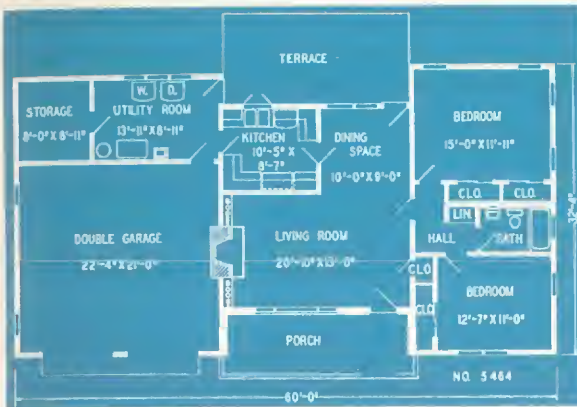 TERRACE
W.
D.
STORAGE
8'-0" X 8'-11"
UTILITY ROOM
13'-11" X 8'-11"
KITCHEN
10'-5" X
8'-7"
DINING
SPACE
10'-0" X 9'-0"
BEDROOM
15'-0" X 11'-11"
CLO.
CLO.
LIN.
HALL
BATH
DOUBLE GARAGE
22'-4" X 21'-0"
LIVING ROOM
20'-10" X 13'-0"
CLO
CLO
BEDROOM
12'-7" X 11'-0"
PORCH
32'-4"
NO. 5464
60'-0"